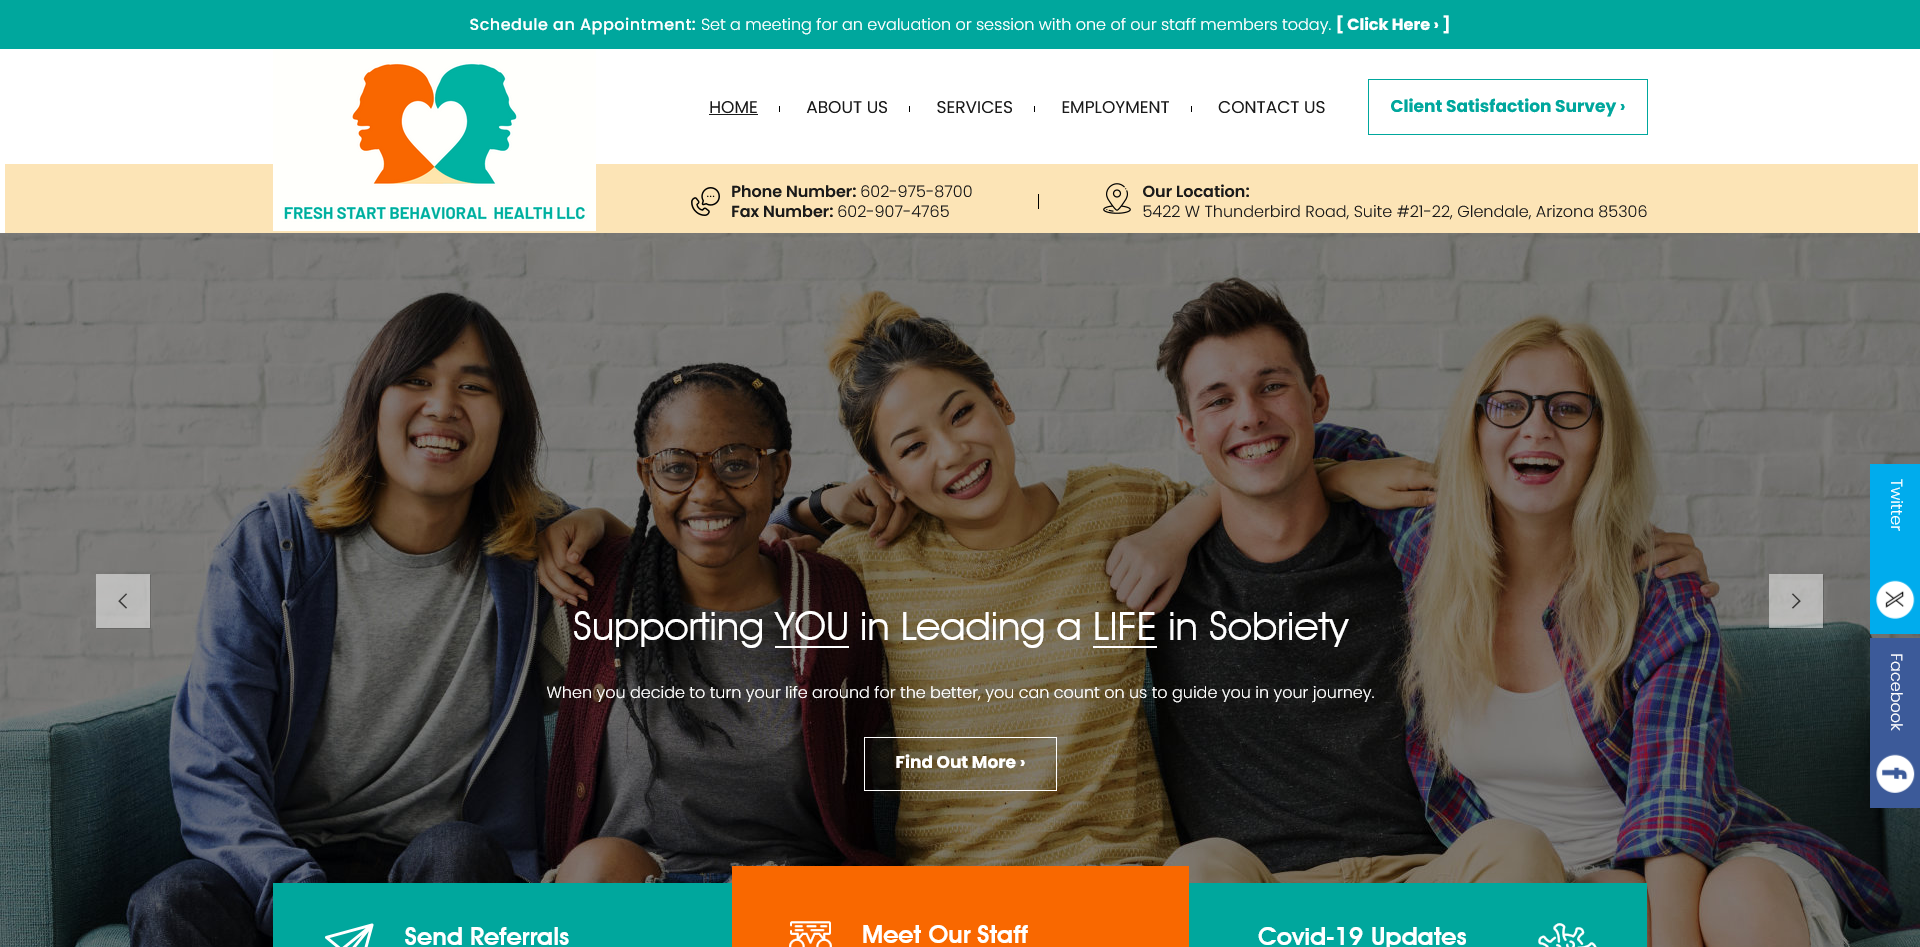 Schedule an Appointment: Set a meeting for an evaluation or session with one of our staff members today. [ Click Here › ]
HOME
ABOUT US
SERVICES
EMPLOYMENT
CONTACT US
Client Satisfaction Survey ›
FRESH START BEHAVIORAL HEALTH LLC
Phone Number: 602-975-8700
Fax Number: 602-907-4765
Our Location:
5422 W Thunderbird Road, Suite #21-22, Glendale, Arizona 85306
Twitter
Facebook
Supporting YOU in Leading a LIFE in Sobriety
When you decide to turn your life around for the better, you can count on us to guide you in your journey.
Find Out More ›
Send Referrals
Meet Our Staff
Covid-19 Updates